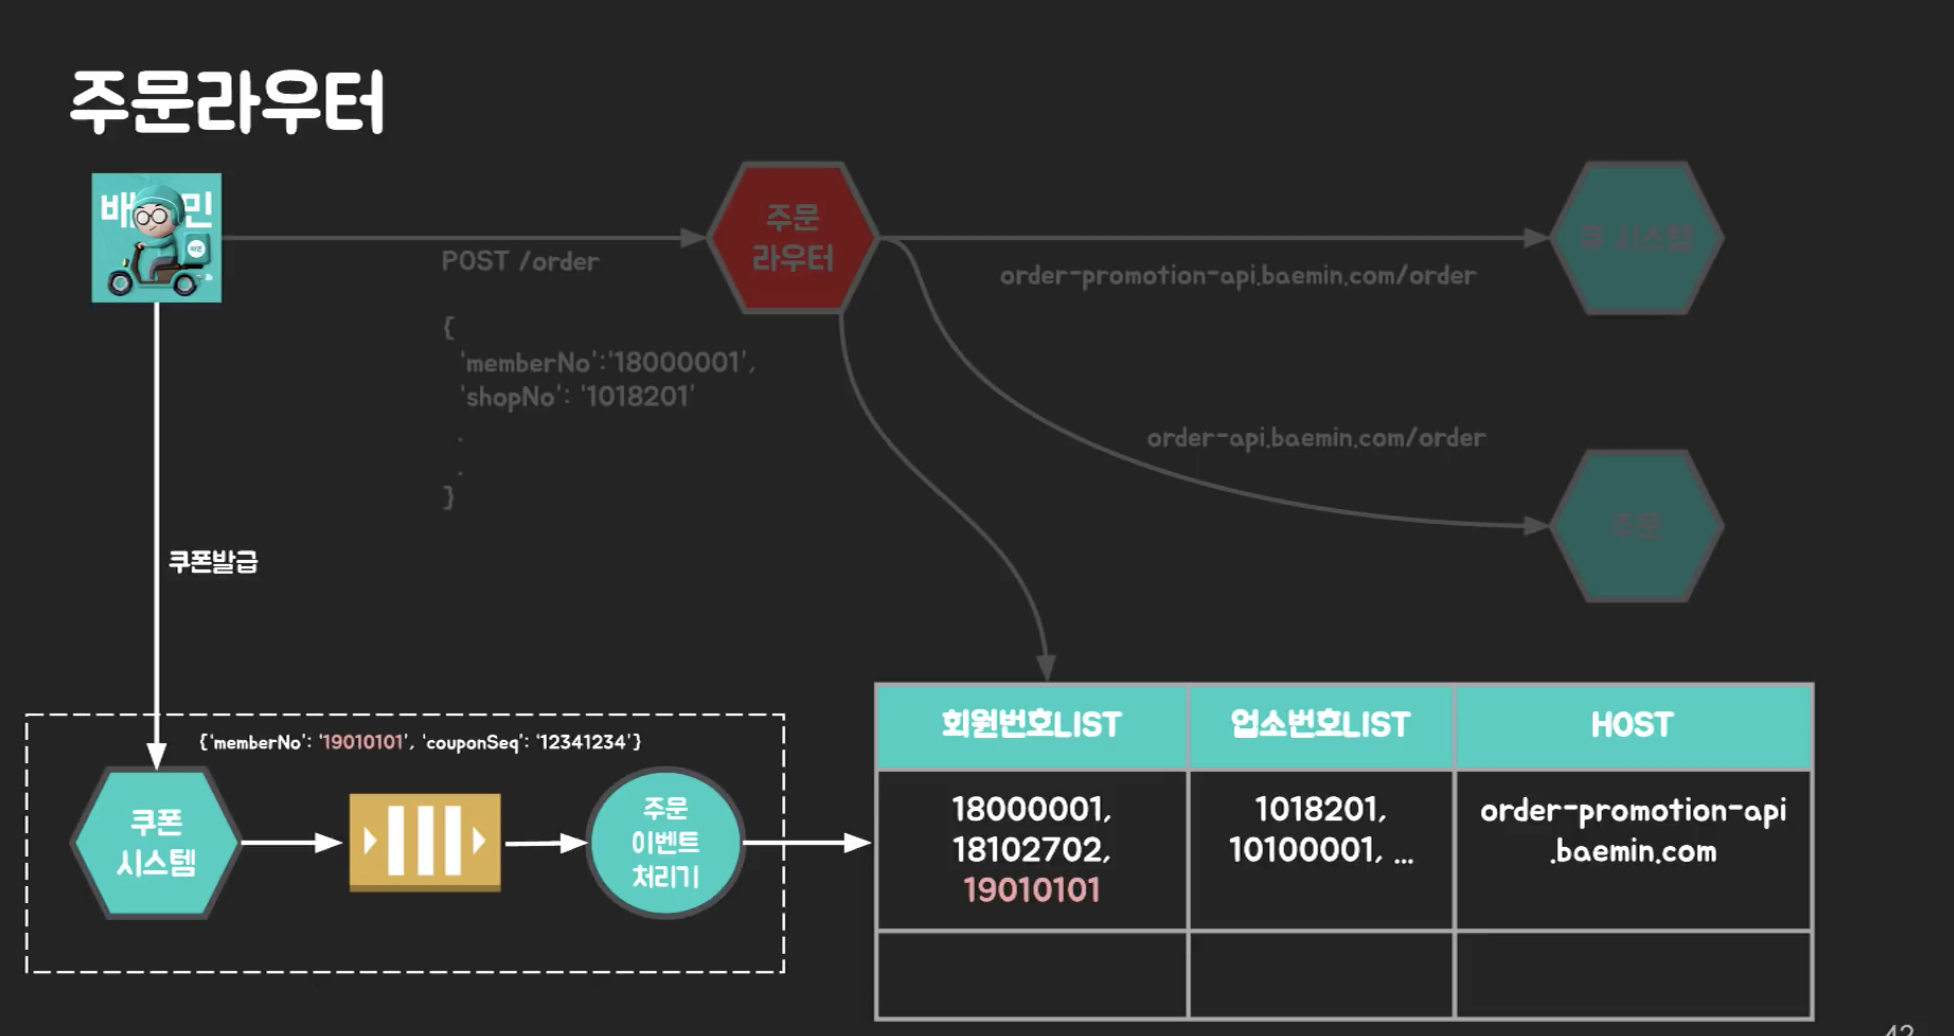 주문라우터
배 민
POST /order
{
'memberNo':'18000001',
'shopNo': '1018201'
.
.
}
주문
라우터
order-promotion-api.baemin.com/order
큐 시스템
order-api.baemin.com/order
주문
쿠폰발급
{'memberNo': '19010101', 'couponSeq': '12341234'}
쿠폰
시스템
주문
이벤트
처리기
회원번호LIST 업소번호LIST HOST
18000001, 1018201, order-promotion-api
18102702, 10100001, ... .baemin.com
19010101
42